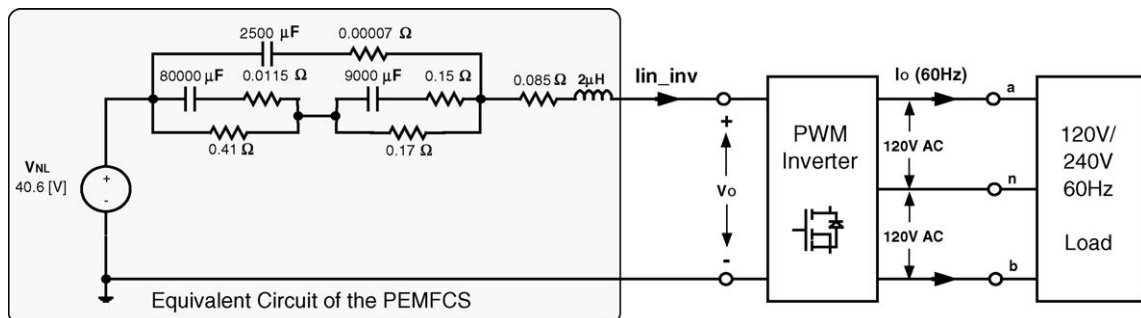 2500 µF 0.00007 Ω
80000 µF 0.0115 Ω 9000 µF 0.15 Ω
0.41 Ω 0.17 Ω
0.085 Ω 2µH
Iin_inv
VNL
40.6 [V]
+
-
Equivalent Circuit of the PEMFCS
+
Vo
-
PWM
Inverter
Io (60Hz)
120V AC
120V AC
a
n
b
120V/
240V
60Hz
Load